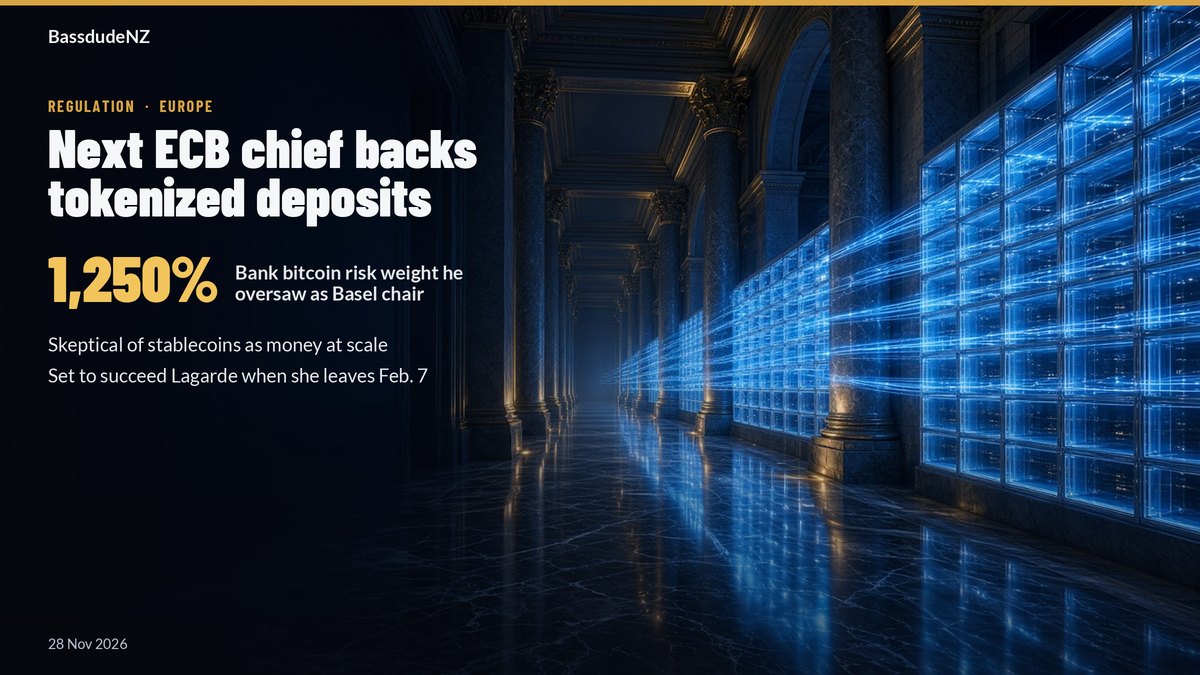 BassdudeNZ
REGULATION · EUROPE
Next ECB chief backs
tokenized deposits
1,250%
Bank bitcoin risk weight he
oversaw as Basel chair
Skeptical of stablecoins as money at scale
Set to succeed Lagarde when she leaves Feb. 7
28 Nov 2026